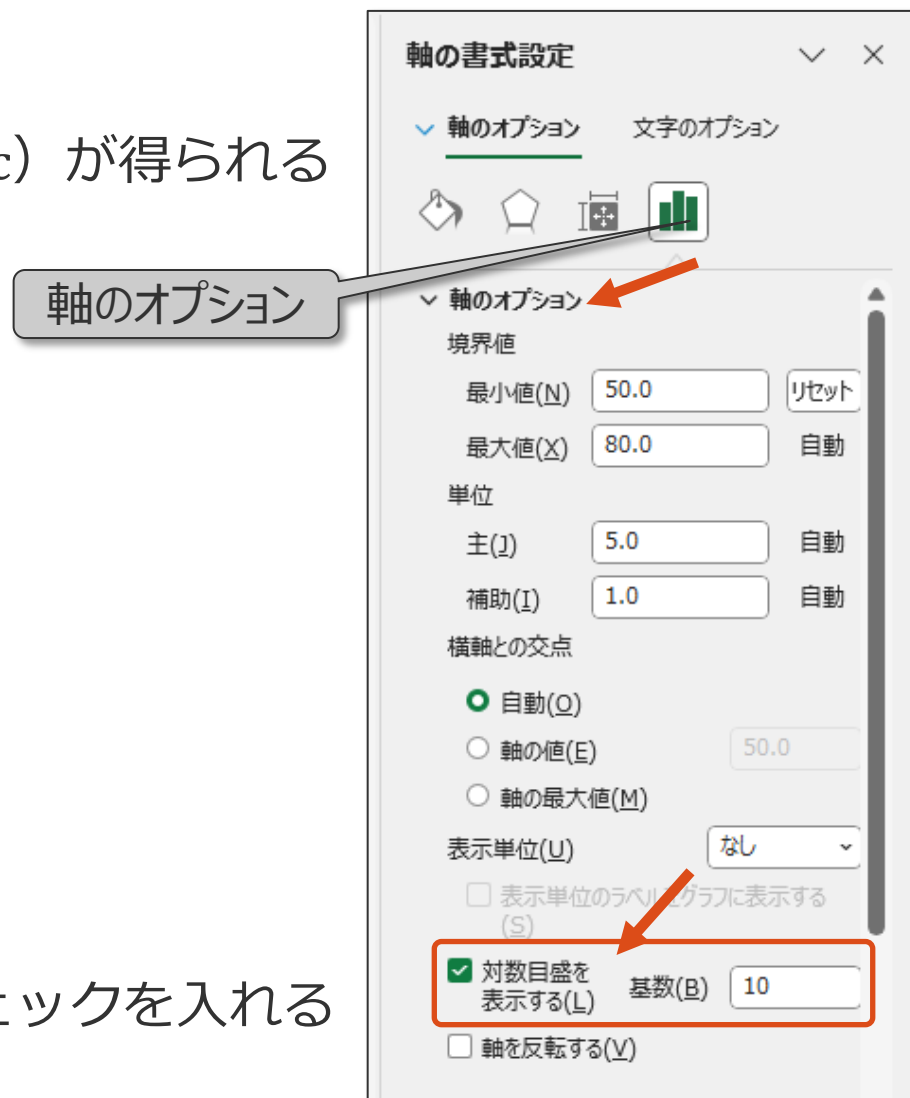 軸の書式設定
軸のオプション 文字のオプション
c）が得られる
軸のオプション
軸のオプション
境界値
最小値(N) 50.0 リセット
最大値(X) 80.0 自動
単位
主(J) 5.0 自動
補助(I) 1.0 自動
横軸との交点
自動(O)
軸の値(E) 50.0
軸の最大値(M)
表示単位(U) なし
表示単位のラベルをグラフに表示する
(S)
対数目盛を
表示する(L) 基数(B) 10
ェックを入れる
軸を反転する(V)